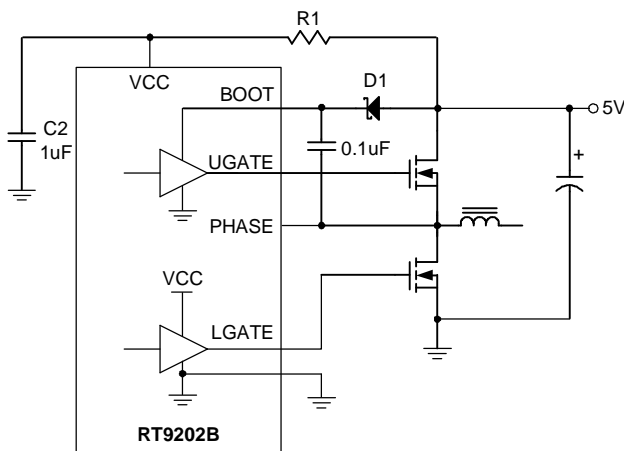 R1
VCC
D1
BOOT
5V
C2
1uF
0.1uF
+
UGATE
PHASE
VCC
LGATE
RT9202B